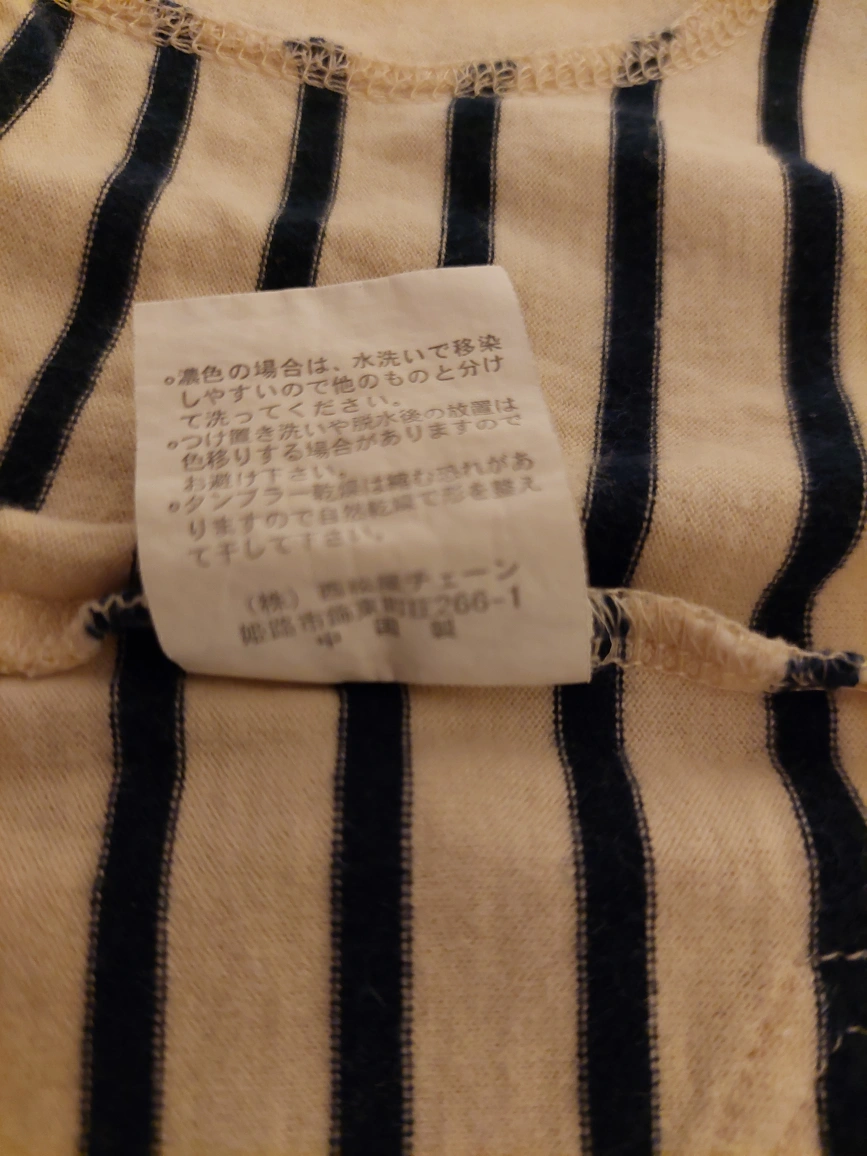 •濃色の場合は、水洗いで移染
しやすいので他のものと分け
て洗ってください。
•つけ置き洗いや脱水後の放置は
色移りする場合がありますので
お避け下さい。
•タンブラー乾燥は縮む恐れがあ
りますので自然乾燥で形を整え
て干して下さい。
(株) 西松屋チェーン
姫路市飾東町庄266-1
中国製